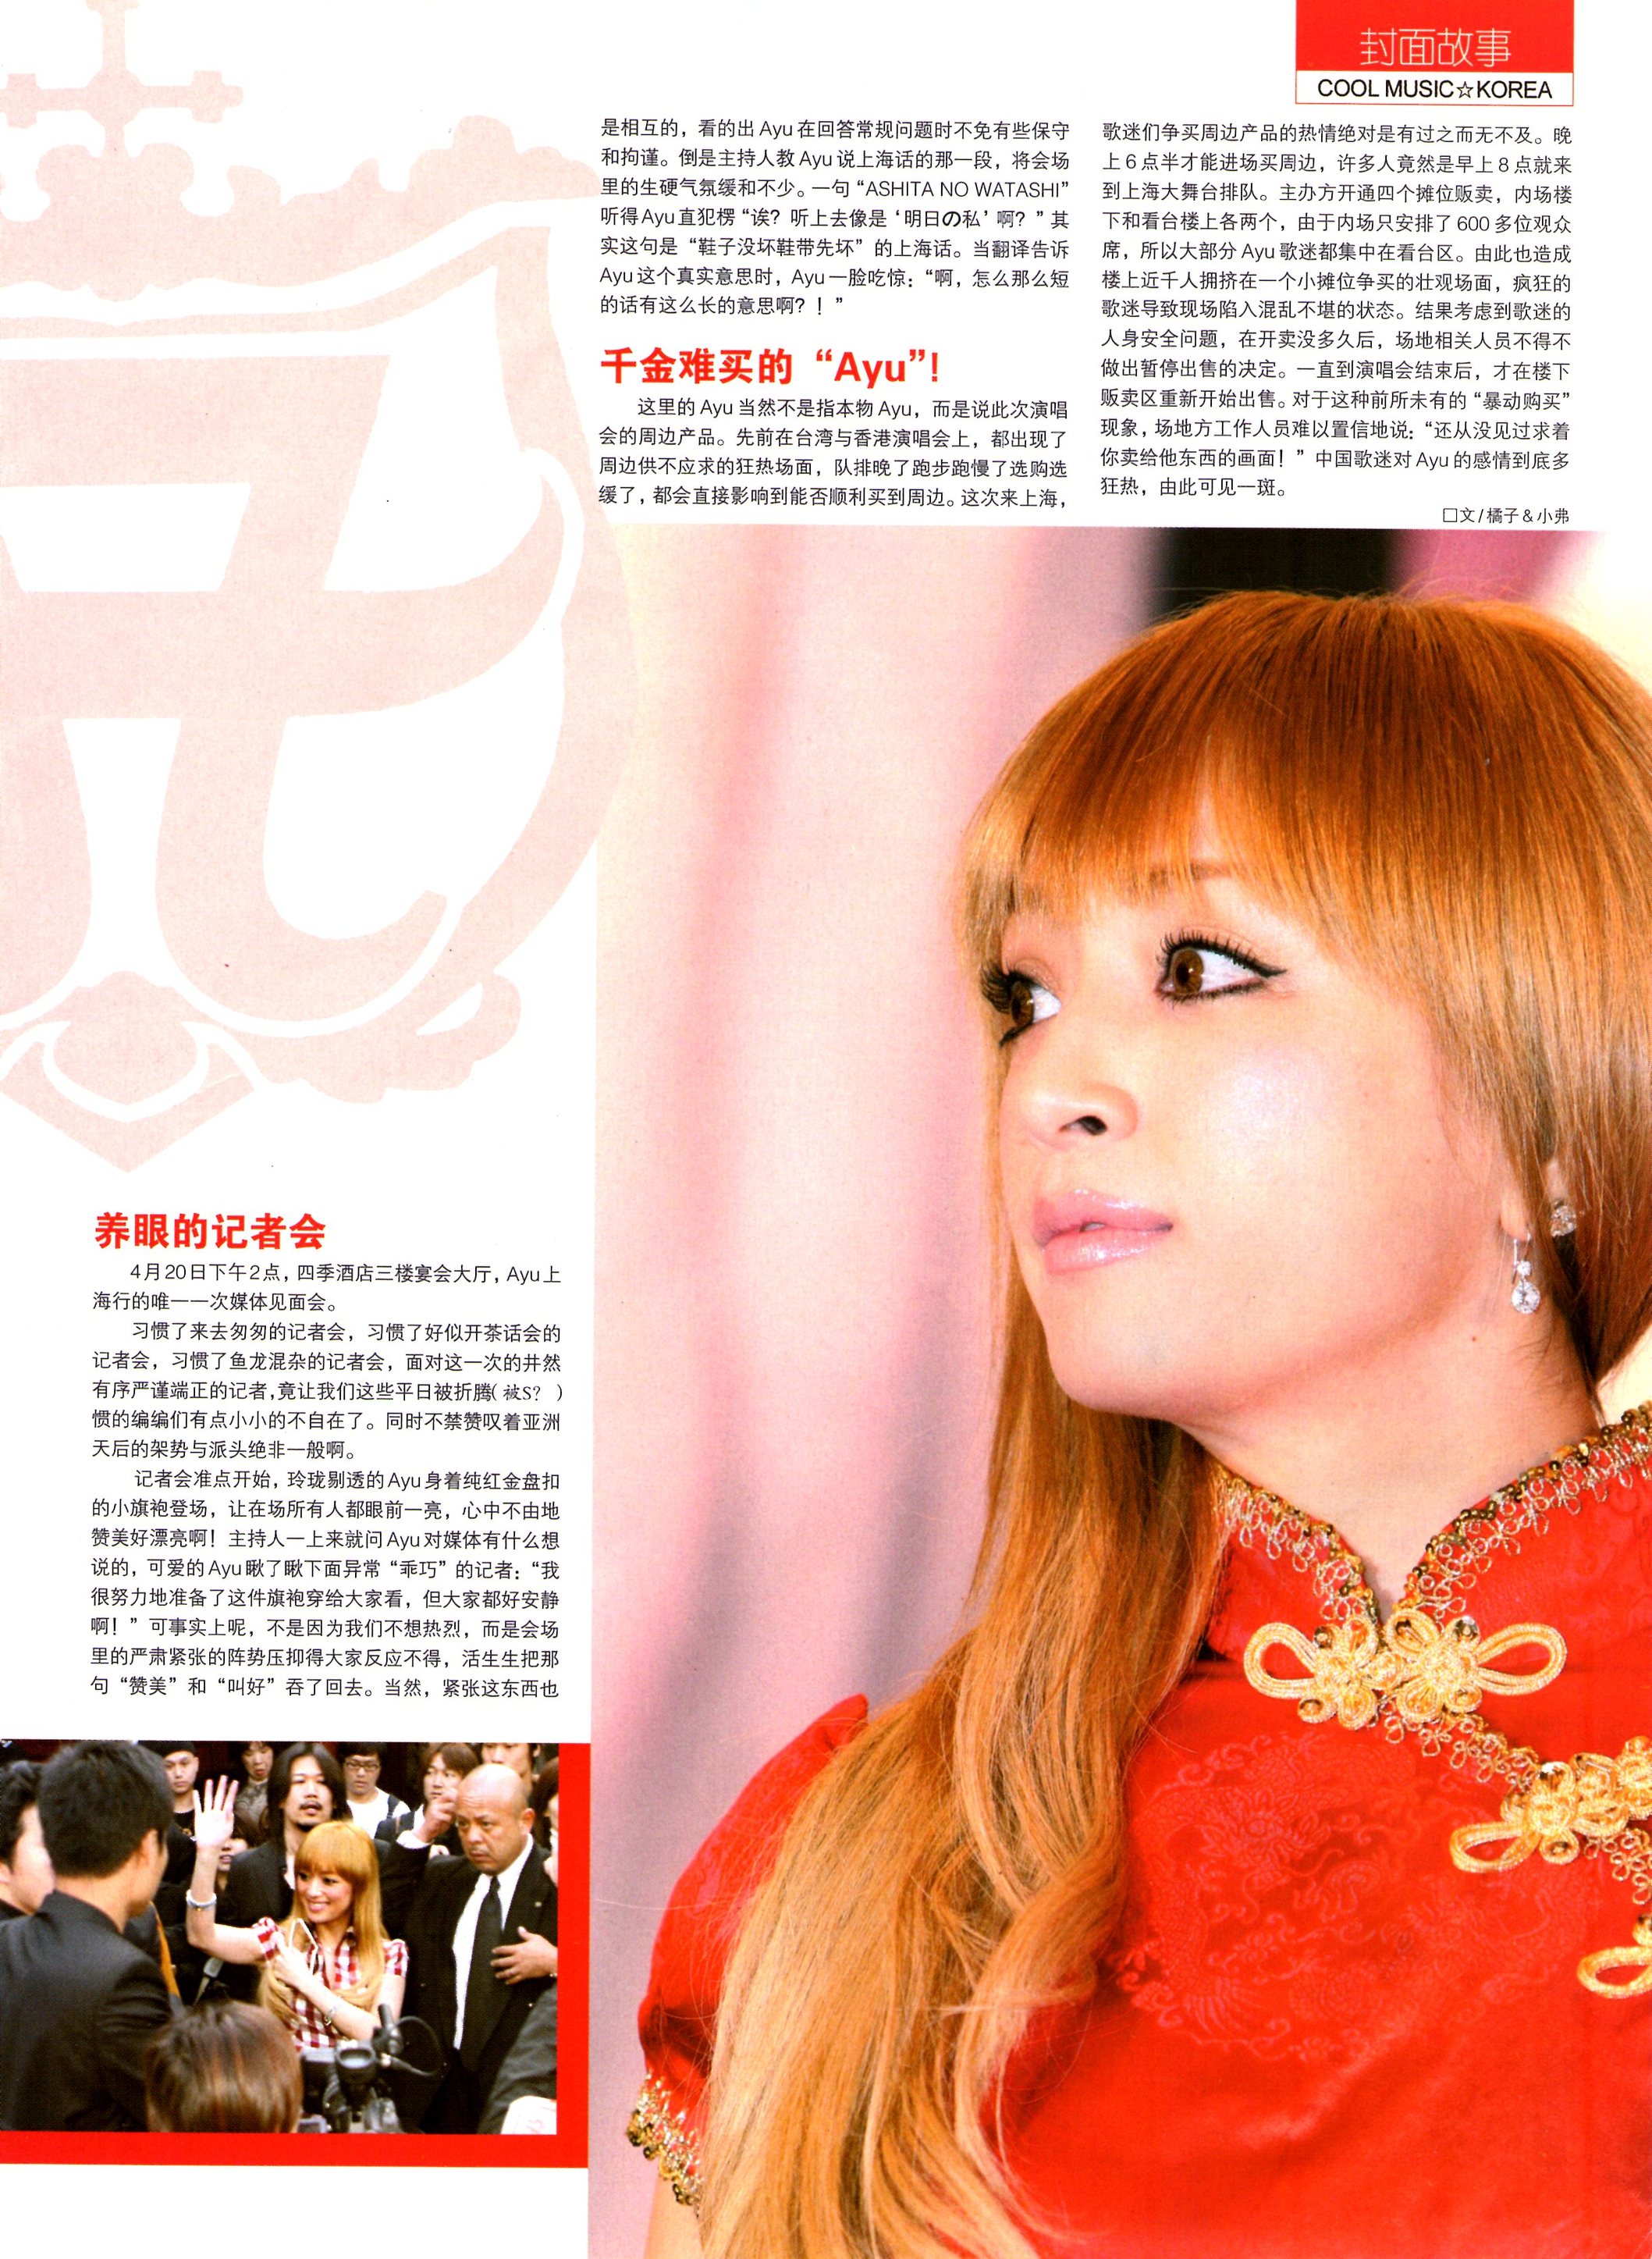 封面故事
COOL MUSIC☆KOREA
养眼的记者会
4月20日下午2点，四季酒店三楼宴会大厅，Ayu上
海行的唯一一次媒体见面会。
习惯了来去匆匆的记者会，习惯了好似开茶话会的
记者会，习惯了鱼龙混杂的记者会，面对这一次的井然
有序严谨端正的记者，竟让我们这些平日被折腾（被S？）
惯的编编们有点小小的不自在了。同时不禁赞叹着亚洲
天后的架势与派头绝非一般啊。
记者会准点开始，玲珑剔透的Ayu身着纯红金盘扣
的小旗袍登场，让在场所有人都眼前一亮，心中不由地
赞美好漂亮啊！主持人一上来就问Ayu对媒体有什么想
说的，可爱的Ayu瞅了瞅下面异常“乖巧”的记者：“我
很努力地准备了这件旗袍穿给大家看，但大家都好安静
啊！”可事实上呢，不是因为我们不想热烈，而是会场
里的严肃紧张的阵势压抑得大家反应不得，活生生把那
句“赞美”和“叫好”吞了回去。当然，紧张这东西也
是相互的，看的出Ayu在回答常规问题时不免有些保守
和拘谨。倒是主持人教Ayu说上海话的那一段，将会场
里的生硬气氛缓和不少。一句“ASHITA NO WATASHI”
听得Ayu直犯楞“诶？听上去像是‘明日の私’啊？”其
实这句是“鞋子没坏鞋带先坏”的上海话。当翻译告诉
Ayu这个真实意思时，Ayu一脸吃惊：“啊，怎么那么短
的话有这么长的意思啊？！”
千金难买的“Ayu”！
这里的Ayu当然不是指本物Ayu，而是说此次演唱
会的周边产品。先前在台湾与香港演唱会上，都出现了
周边供不应求的狂热场面，队排晚了跑步跑慢了选购选
缓了，都会直接影响到能否顺利买到周边。这次来上海，
歌迷们争买周边产品的热情绝对是有过之而无不及。晚
上6点半才能进场买周边，许多人竟然是早上8点就来
到上海大舞台排队。主办方开通四个摊位贩卖，内场楼
下和看台楼上各两个，由于内场只安排了600多位观众
席，所以大部分Ayu歌迷都集中在看台区。由此也造成
楼上近千人拥挤在一个小摊位争买的壮观场面，疯狂的
歌迷导致现场陷入混乱不堪的状态。结果考虑到歌迷的
人身安全问题，在开卖没多久后，场地相关人员不得不
做出暂停出售的决定。一直到演唱会结束后，才在楼下
贩卖区重新开始出售。对于这种前所未有的“暴动购买”
现象，场地方工作人员难以置信地说：“还从没见过求着
你卖给他东西的画面！”中国歌迷对Ayu的感情到底多
狂热，由此可见一斑。
□文/橘子＆小弗